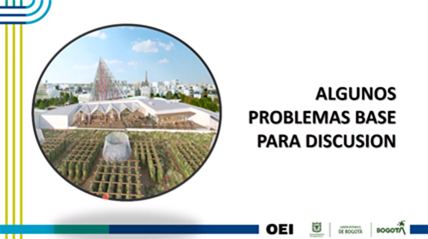 ALGUNOS
PROBLEMAS BASE
PARA DISCUSION
OEI
BOGOTÁ